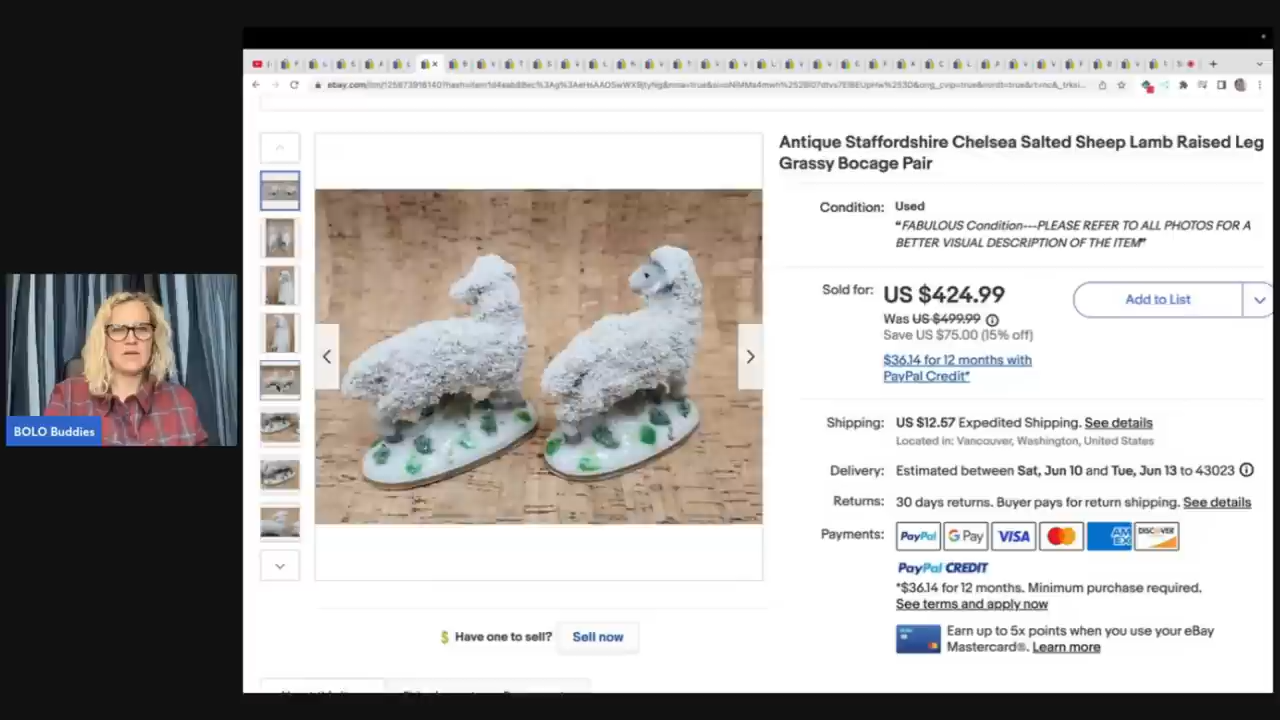 Antique Staffordshire Chelsea Salted Sheep Lamb Raised Leg
Grassy Bocage Pair
Condition: Used
“FABULOUS Condition---PLEASE REFER TO ALL PHOTOS FOR A
BETTER VISUAL DESCRIPTION OF THE ITEM”
Sold for: US $424.99
Add to List
Was US $499.99
Save US $75.00 (15% off)
$36.14 for 12 months with
PayPal Credit*
Shipping: US $12.57 Expedited Shipping. See details
Located in: Vancouver, Washington, United States
Delivery: Estimated between Sat, Jun 10 and Tue, Jun 13 to 43023
Returns: 30 days returns. Buyer pays for return shipping. See details
Payments: PayPal G Pay VISA AM EX DISCOVER
PayPal CREDIT
*$36.14 for 12 months. Minimum purchase required.
See terms and apply now
Earn up to 5x points when you use your eBay
Mastercard®. Learn more
$ Have one to sell? Sell now
BOLO Buddies